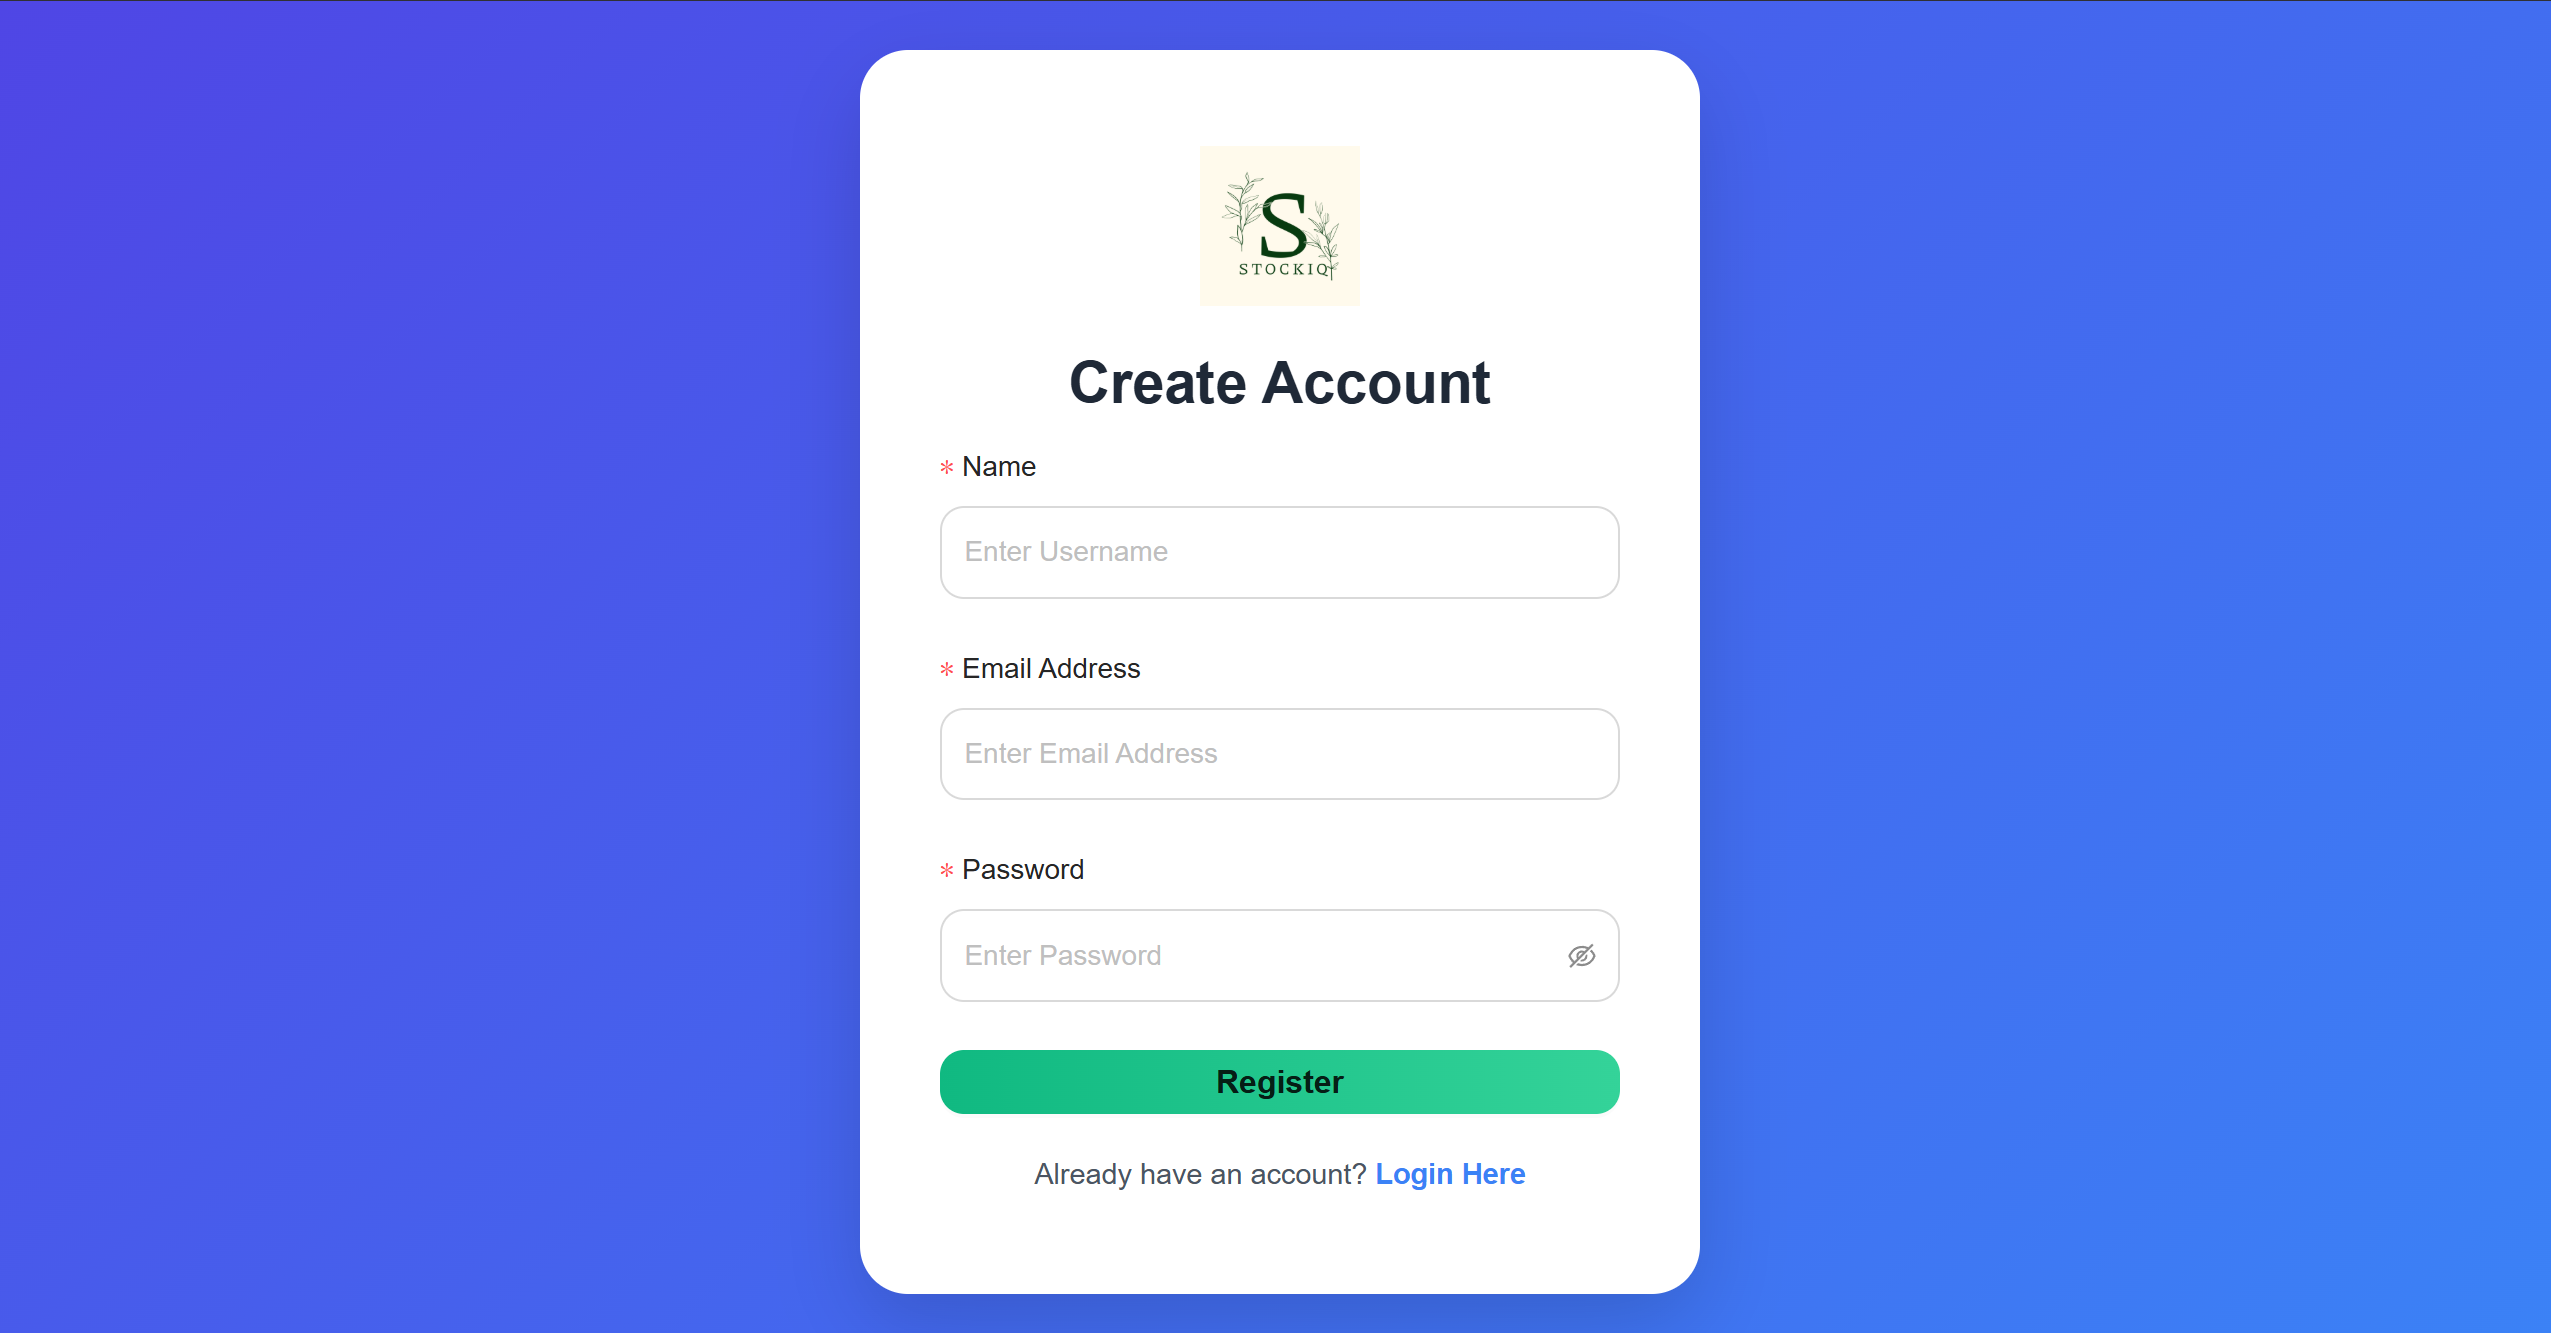 S
STOCKIQ
Create Account
* Name
Enter Username
* Email Address
Enter Email Address
* Password
Enter Password
Register
Already have an account? Login Here